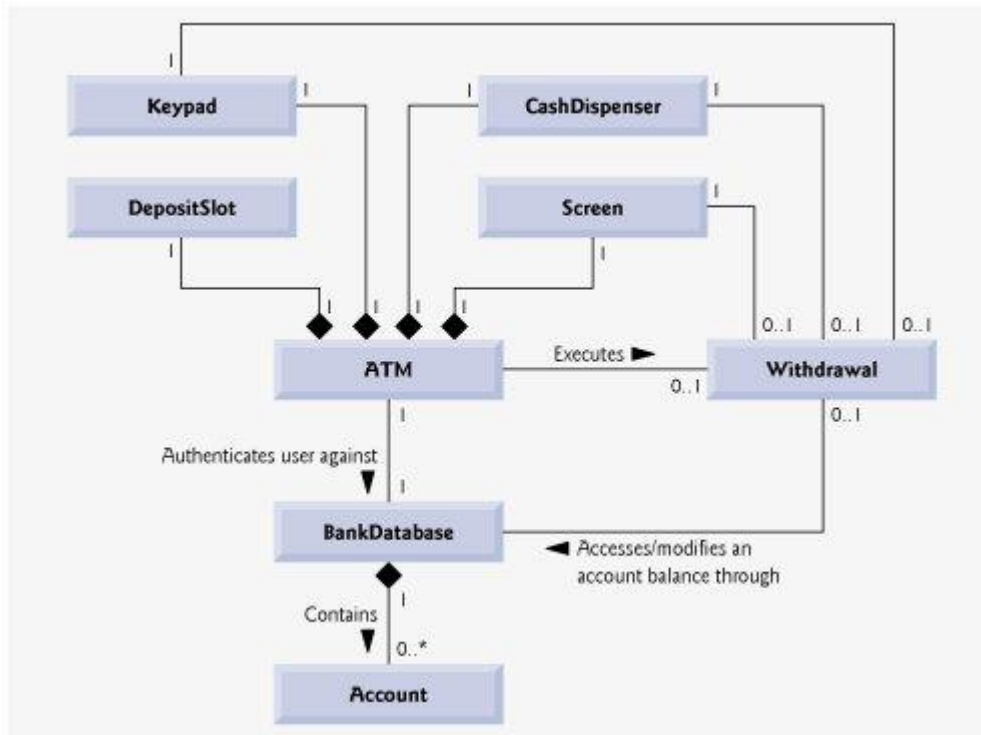 1
Keypad
1
1
CashDispenser
1
DepositSlot
Screen
1
1
1
1
1
1
1
0..1
0..1
0..1
ATM
Executes ►
0..1
Withdrawal
1
0..1
Authenticates user against
▼
1
BankDatabase
◄ Accesses/modifies an
account balance through
1
Contains
▼
0..*
Account